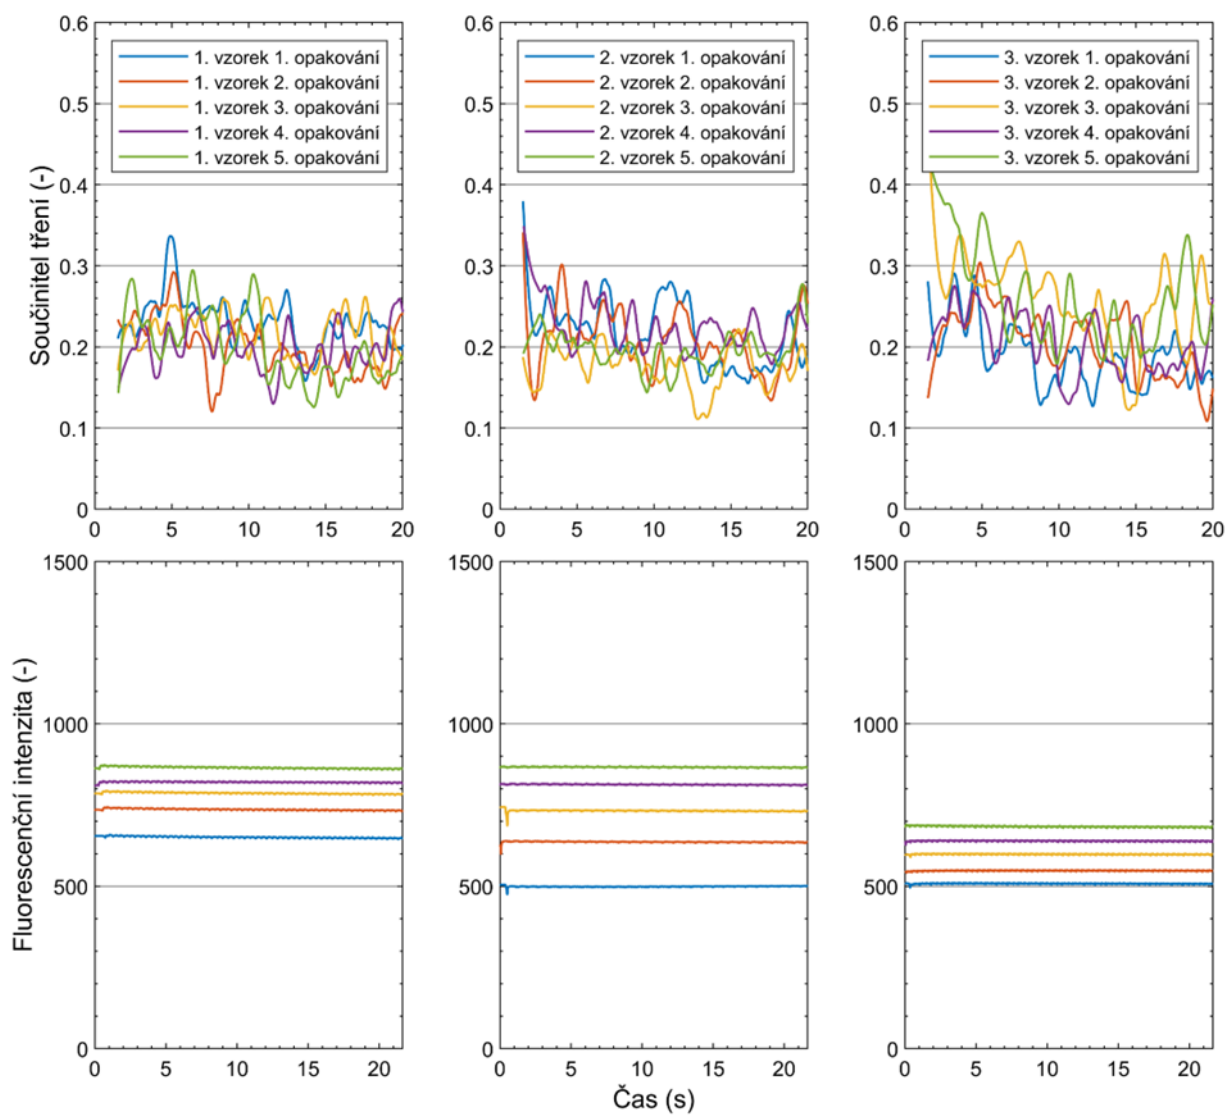 Součinitel tření (-)
0.6
0.5
0.4
0.3
0.2
0.1
0
1. vzorek 1. opakování
1. vzorek 2. opakování
1. vzorek 3. opakování
1. vzorek 4. opakování
1. vzorek 5. opakování
0 5 10 15 20
0.6
0.5
0.4
0.3
0.2
0.1
0
2. vzorek 1. opakování
2. vzorek 2. opakování
2. vzorek 3. opakování
2. vzorek 4. opakování
2. vzorek 5. opakování
0 5 10 15 20
0.6
0.5
0.4
0.3
0.2
0.1
0
3. vzorek 1. opakování
3. vzorek 2. opakování
3. vzorek 3. opakování
3. vzorek 4. opakování
3. vzorek 5. opakování
0 5 10 15 20
Fluorescenční intenzita (-)
1500
1000
500
0
0 5 10 15 20
1500
1000
500
0
0 5 10 15 20
1500
1000
500
0
0 5 10 15 20
Čas (s)